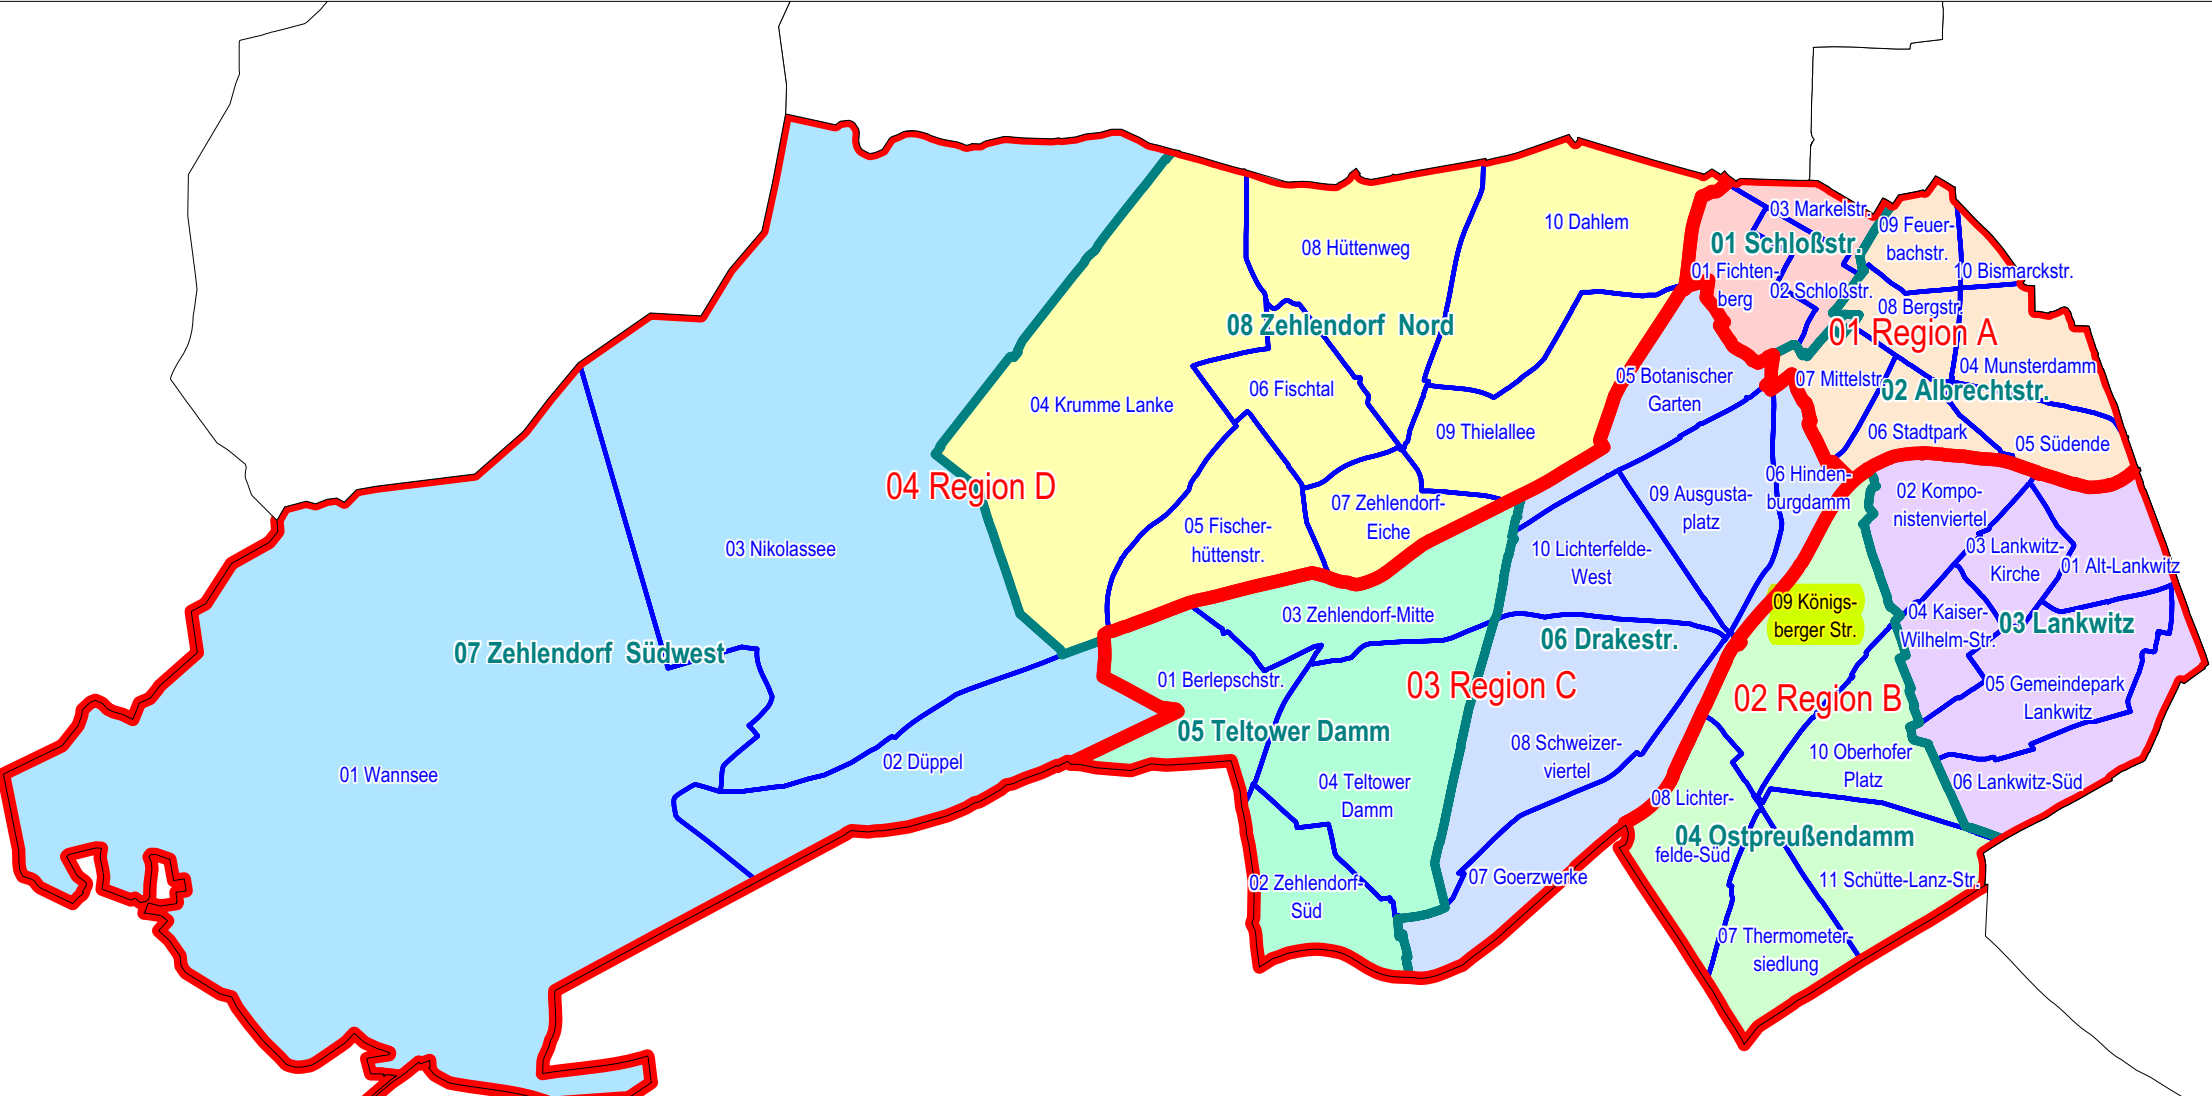 03 Markelstr.
10 Dahlem
09 Feuer-
bachstr.
01 Schloßstr.
08 Hüttenweg
01 Fichten-
berg
10 Bismarckstr.
02 Schloßstr.
08 Bergstr.
08 Zehlendorf Nord
01 Region A
04 Munsterdamm
05 Botanischer
Garten
07 Mittelstr.
02 Albrechtstr.
06 Fischtal
04 Krumme Lanke
09 Thielallee
06 Stadtpark
05 Südende
04 Region D
06 Hinden-
burgdamm
09 Ausgusta-
platz
02 Kompo-
nistenviertel
07 Zehlendorf-
Eiche
05 Fischer-
hüttenstr.
03 Nikolassee
10 Lichterfelde-
West
03 Lankwitz-
Kirche
01 Alt-Lankwitz
09 Königs-
berger Str.
03 Zehlendorf-Mitte
04 Kaiser-
Wilhelm-Str.
03 Lankwitz
06 Drakestr.
07 Zehlendorf Südwest
01 Berlepschstr.
03 Region C
02 Region B
05 Gemeindepark
Lankwitz
05 Teltower Damm
08 Schweizer-
viertel
10 Oberhofer
Platz
02 Düppel
01 Wannsee
04 Teltower
Damm
06 Lankwitz-Süd
08 Lichter-
felde-Süd
04 Ostpreußendamm
07 Goerzwerke
11 Schütte-Lanz-Str.
02 Zehlendorf-
Süd
07 Thermometer-
siedlung